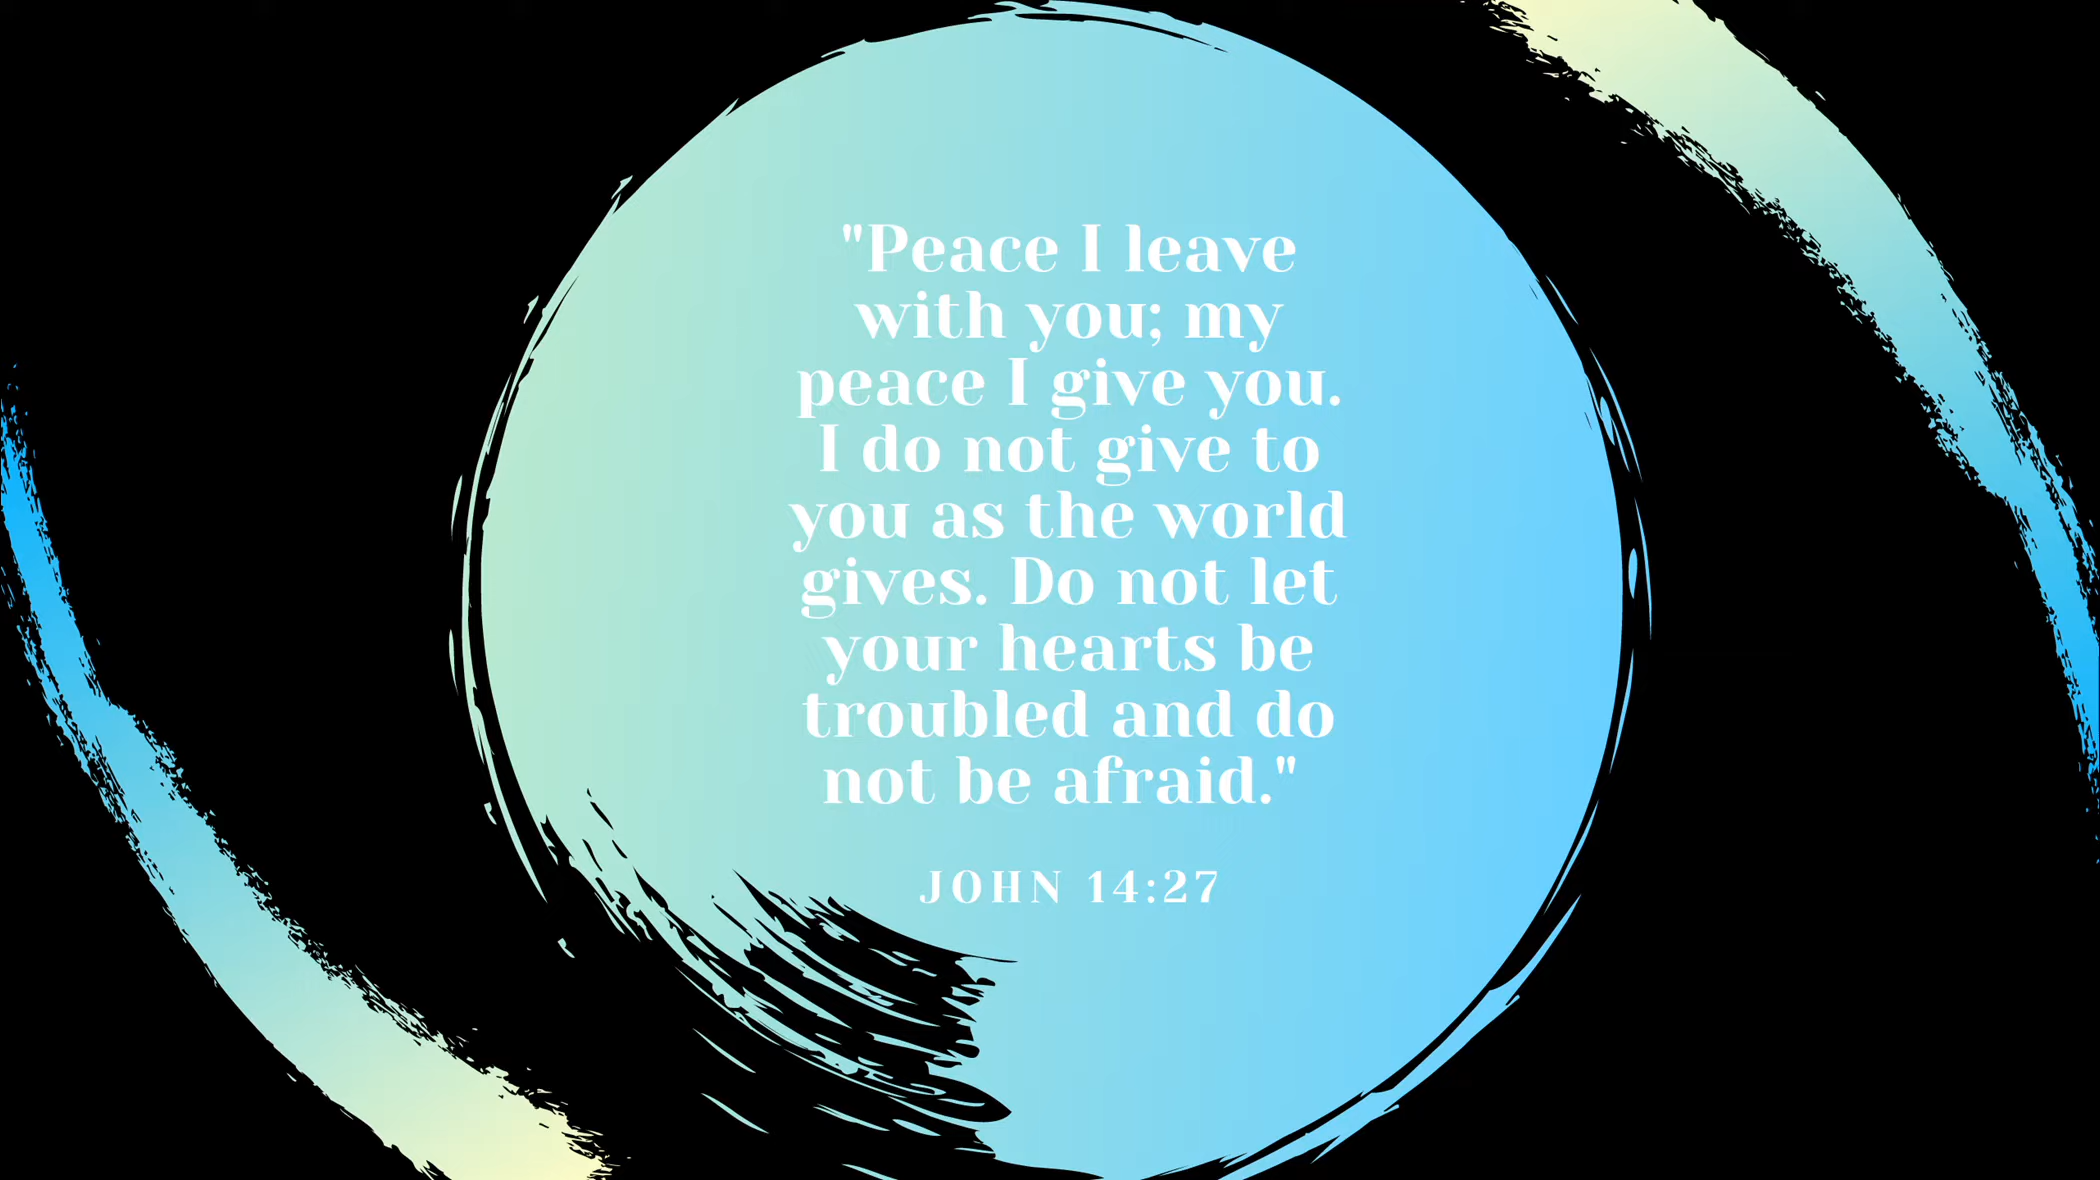 "Peace I leave
with you; my
peace I give you.
I do not give to
you as the world
gives. Do not let
your hearts be
troubled and do
not be afraid."
JOHN 14:27